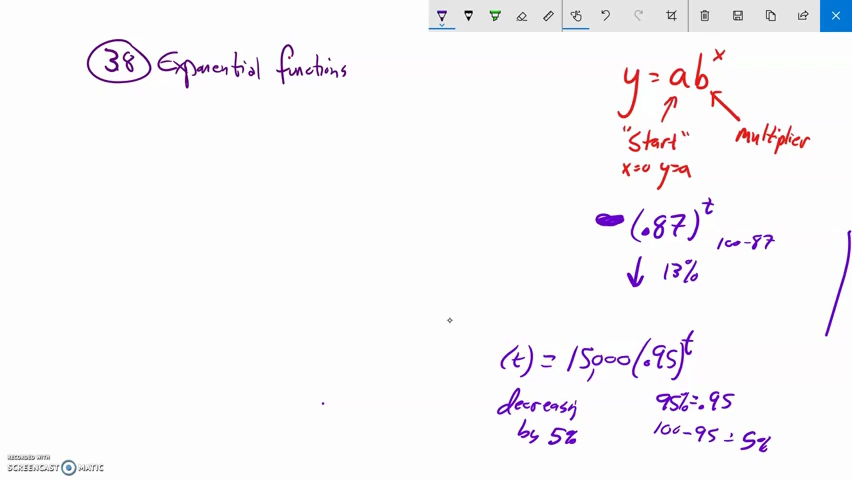 38 Exponential functions
y = ab^x
"Start"
x=0 y=a
multiplier
(.87)^t
100-87
↓ 13%
(t) = 15,000(.95)^t
decreasing
by 5%
95%=.95
100-95=5%
RECORDED WITH
SCREENCAST MATIC